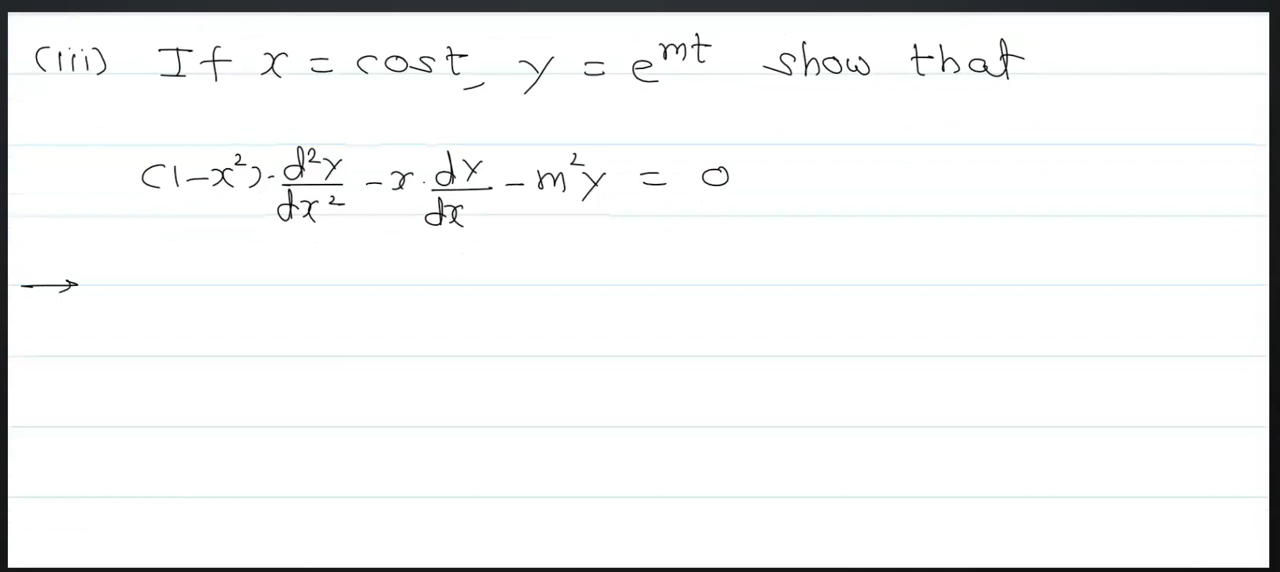 (iii) If x = cost, y = e^{mt} show that
(1-x²)·d²y/dx² - x·dy/dx - m²y = 0
→